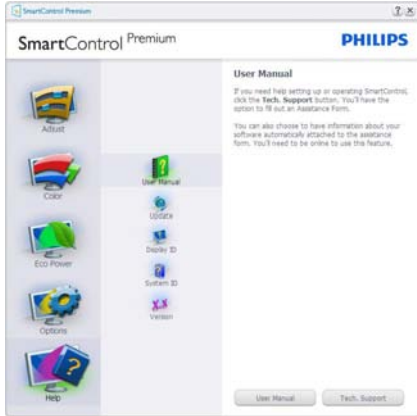 SmartControl Premium
SmartControl Premium
PHILIPS
Adjust
Color
Eco Power
Options
Help
User Manual
Update
Display ID
System ID
Version
User Manual
If you need help setting up or operating SmartControl,
click the Tech. Support button. You'll have the
option to fill out an Assistance Form.
You can also choose to have information about your
software automatically attached to the assistance
form. You'll need to be online to use this feature.
User Manual
Tech. Support